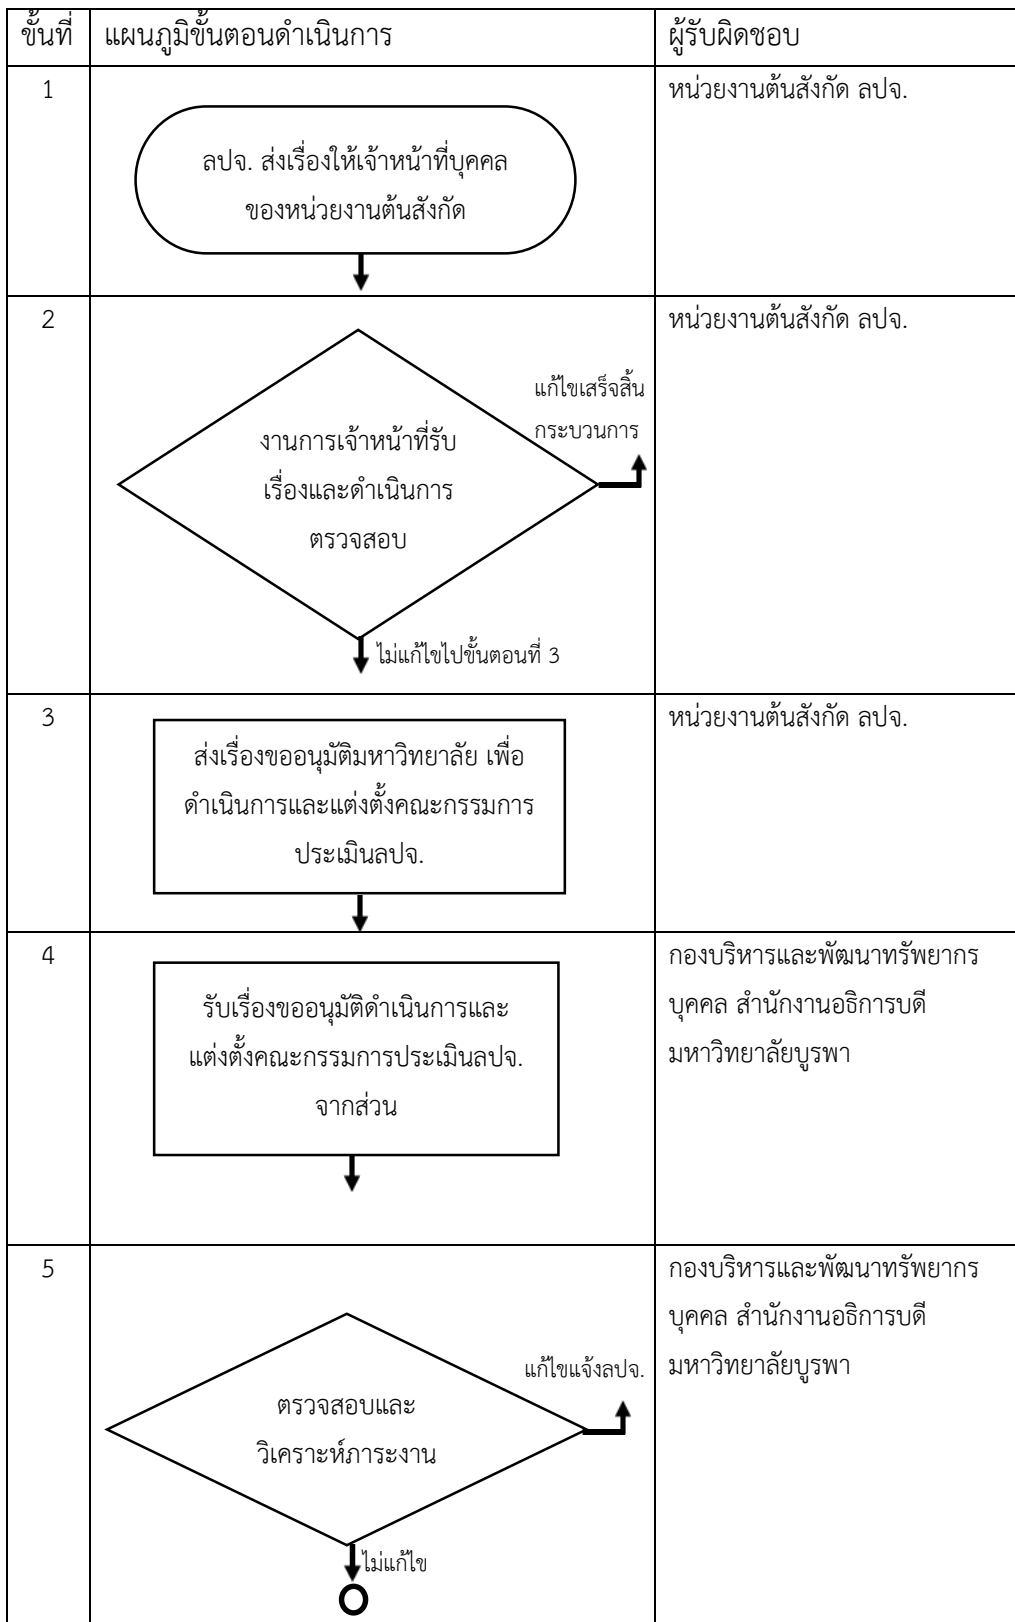 ขั้นที่ แผนภูมิขั้นตอนดำเนินการ ผู้รับผิดชอบ
1
ลปจ. ส่งเรื่องให้เจ้าหน้าที่บุคคล
ของหน่วยงานต้นสังกัด
หน่วยงานต้นสังกัด ลปจ.
2
งานการเจ้าหน้าที่รับ
เรื่องและดำเนินการ
ตรวจสอบ
แก้ไขเสร็จสิ้น
กระบวนการ
ไม่แก้ไขไปขั้นตอนที่ 3
หน่วยงานต้นสังกัด ลปจ.
3
ส่งเรื่องขออนุมัติมหาวิทยาลัย เพื่อ
ดำเนินการและแต่งตั้งคณะกรรมการ
ประเมินลปจ.
หน่วยงานต้นสังกัด ลปจ.
4
รับเรื่องขออนุมัติดำเนินการและ
แต่งตั้งคณะกรรมการประเมินลปจ.
จากส่วน
กองบริหารและพัฒนาทรัพยากร
บุคคล สำนักงานอธิการบดี
มหาวิทยาลัยบูรพา
5
ตรวจสอบและ
วิเคราะห์ภาระงาน
แก้ไขแจ้งลปจ.
ไม่แก้ไข
กองบริหารและพัฒนาทรัพยากร
บุคคล สำนักงานอธิการบดี
มหาวิทยาลัยบูรพา